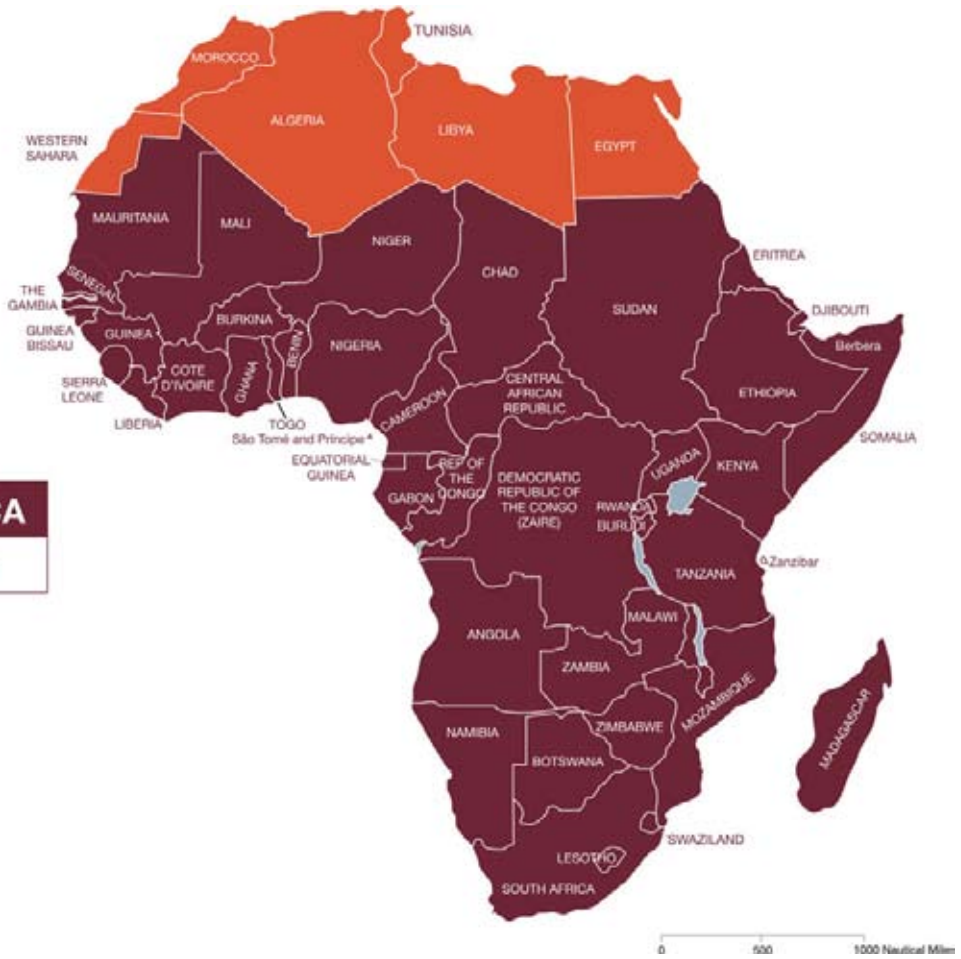 TUNISIA
MOROCCO
ALGERIA
LIBYA
EGYPT
WESTERN
SAHARA
MAURITANIA
MALI
NIGER
CHAD
SUDAN
ERITREA
DJIBOUTI
Berbera
SENEGAL
THE
GAMBIA
GUINEA
BISSAU
GUINEA
BURKINA
BENIN
NIGERIA
SIERRA
LEONE
COTE
D'IVOIRE
GHANA
LIBERIA
TOGO
São Tomé and Principe
CAMEROON
CENTRAL
AFRICAN
REPUBLIC
ETHIOPIA
SOMALIA
EQUATORIAL
GUINEA
GABON
REP OF
THE
CONGO
DEMOCRATIC
REPUBLIC OF
THE CONGO
(ZAIRE)
UGANDA
KENYA
RWANDA
BURUDI
CA
TANZANIA
Zanzibar
ANGOLA
MALAWI
ZAMBIA
MOZAMBIQUE
MADAGASCAR
NAMIBIA
ZIMBABWE
BOTSWANA
SWAZILAND
LESOTHO
SOUTH AFRICA
0 500 1000 Nautical Miles